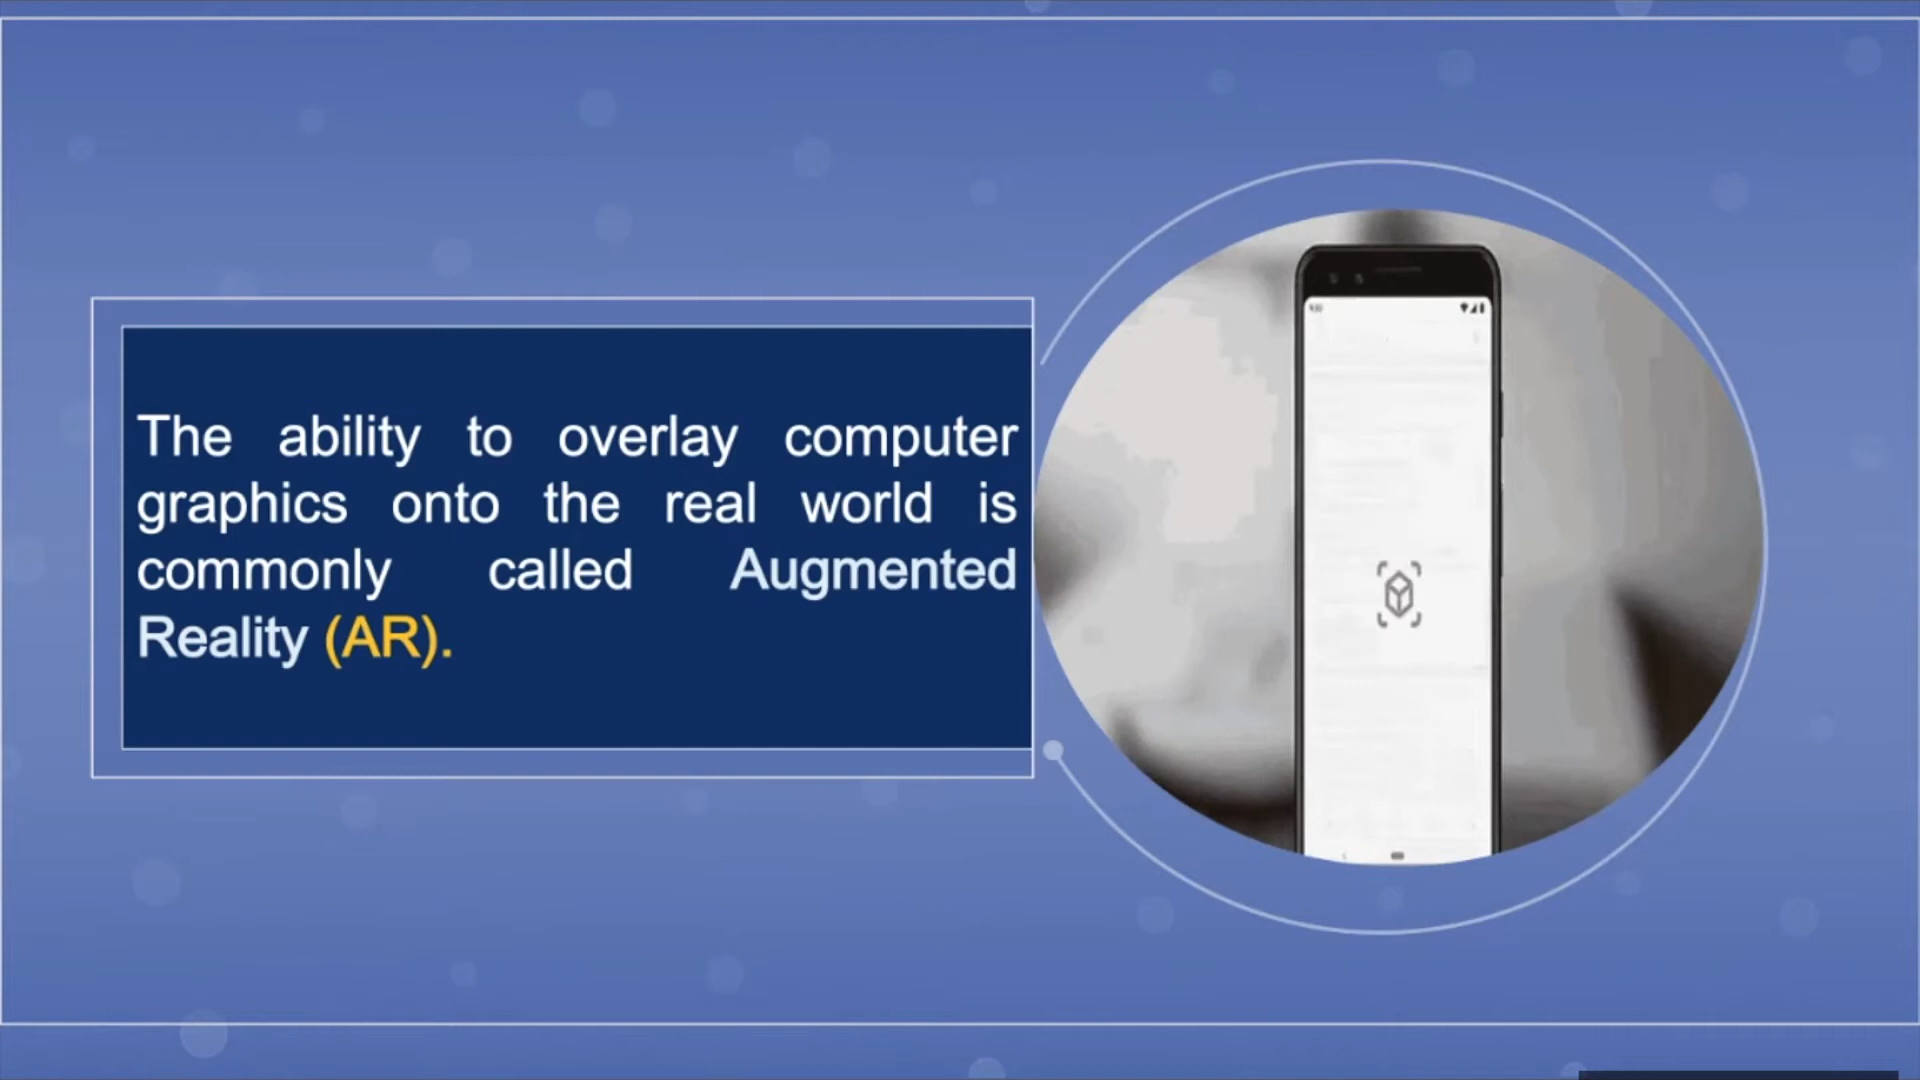 The ability to overlay computer
graphics onto the real world is
commonly called Augmented
Reality (AR).